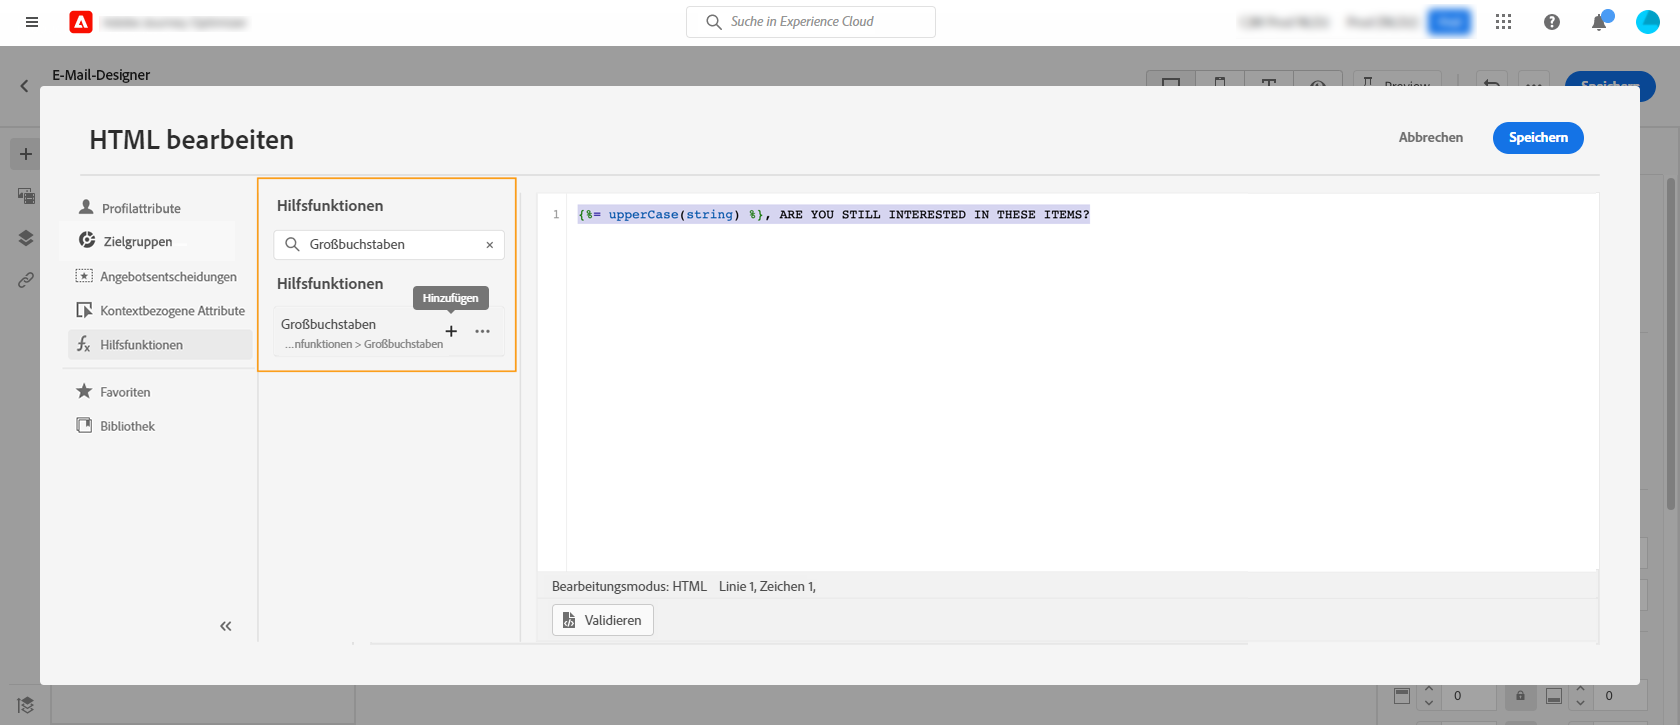 Suche in Experience Cloud
E-Mail-Designer
Preview
Speichern
HTML bearbeiten
Abbrechen
Speichern
Profilattribute
Zielgruppen
Angebotsentscheidungen
Kontextbezogene Attribute
Hilfsfunktionen
Favoriten
Bibliothek
Hilfsfunktionen
Großbuchstaben
Hilfsfunktionen
Hinzufügen
Großbuchstaben
...nfunktionen > Großbuchstaben
1 {%= upperCase(string) %}, ARE YOU STILL INTERESTED IN THESE ITEMS?
Bearbeitungsmodus: HTML Linie 1, Zeichen 1,
Validieren
0 0